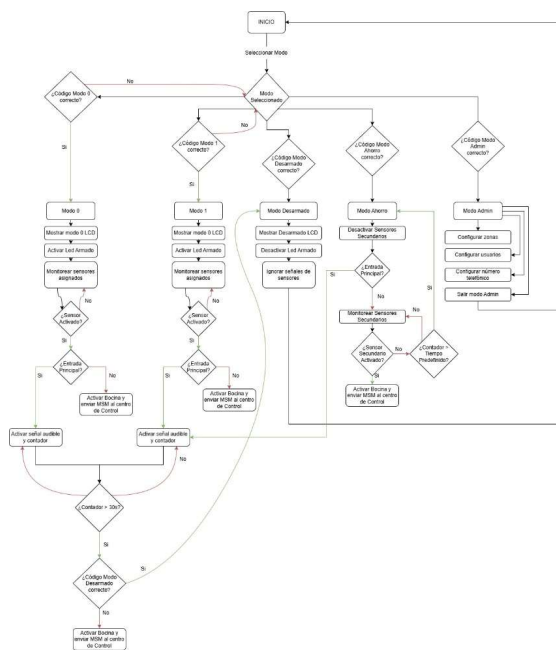 INICIO
Seleccionar Modo
No
¿Código Modo 0
correcto?
Modo
Seleccionado
No
¿Código Modo 1
correcto?
¿Código Modo
Desarmado
correcto?
¿Código Modo
Ahorro
correcto?
¿Código Modo
Admin
correcto?
Si
Si
Modo 0
Modo 1
Modo Desarmado
Modo Ahorro
Modo Admin
Mostrar modo 0 LCD
Mostrar modo 0 LCD
Mostrar Desarmado LCD
Desactivar Sensores
Secundarios
Configurar zonas
Activar Led Armado
Activar Led Armado
Desactivar Led Armado
Configurar usuarios
Monitorear sensores
asignados
Monitorear sensores
asignados
Ignorar señales de
sensores
¿Entrada
Principal?
Configurar número
telefónico
Si
Si
No
No
No
Salir modo Admin
¿Sensor
Activado?
¿Sensor
Activado?
Monitorear Sensores
Secundarios
No
Si
Si
¿Sensor
Secundario
Activado?
No
¿Contador =
Tiempo
Predefinido?
¿Entrada
Principal?
¿Entrada
Principal?
Si
Si
No
Si
No
Activar Bocina y
enviar MSM al centro
de Control
Activar Bocina y
enviar MSM al centro
de Control
Activar Bocina y
enviar MSM al centro
de Control
Activar señal audible
y contador
Activar señal audible
y contador
No
¿Contador = 30s?
Si
Si
¿Código Modo
Desarmado
correcto?
No
Activar Bocina y
enviar MSM al centro
de Control